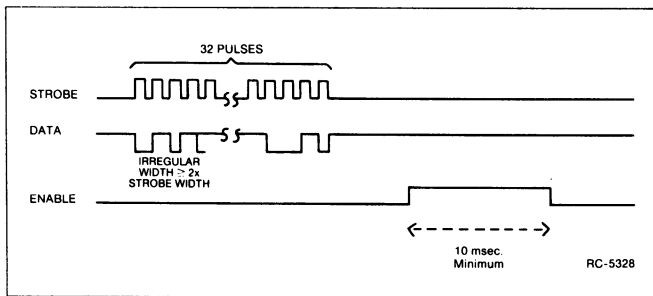 32 PULSES
STROBE
DATA
IRREGULAR
WIDTH ≥ 2x
STROBE WIDTH
ENABLE
10 msec.
Minimum
RC-5328